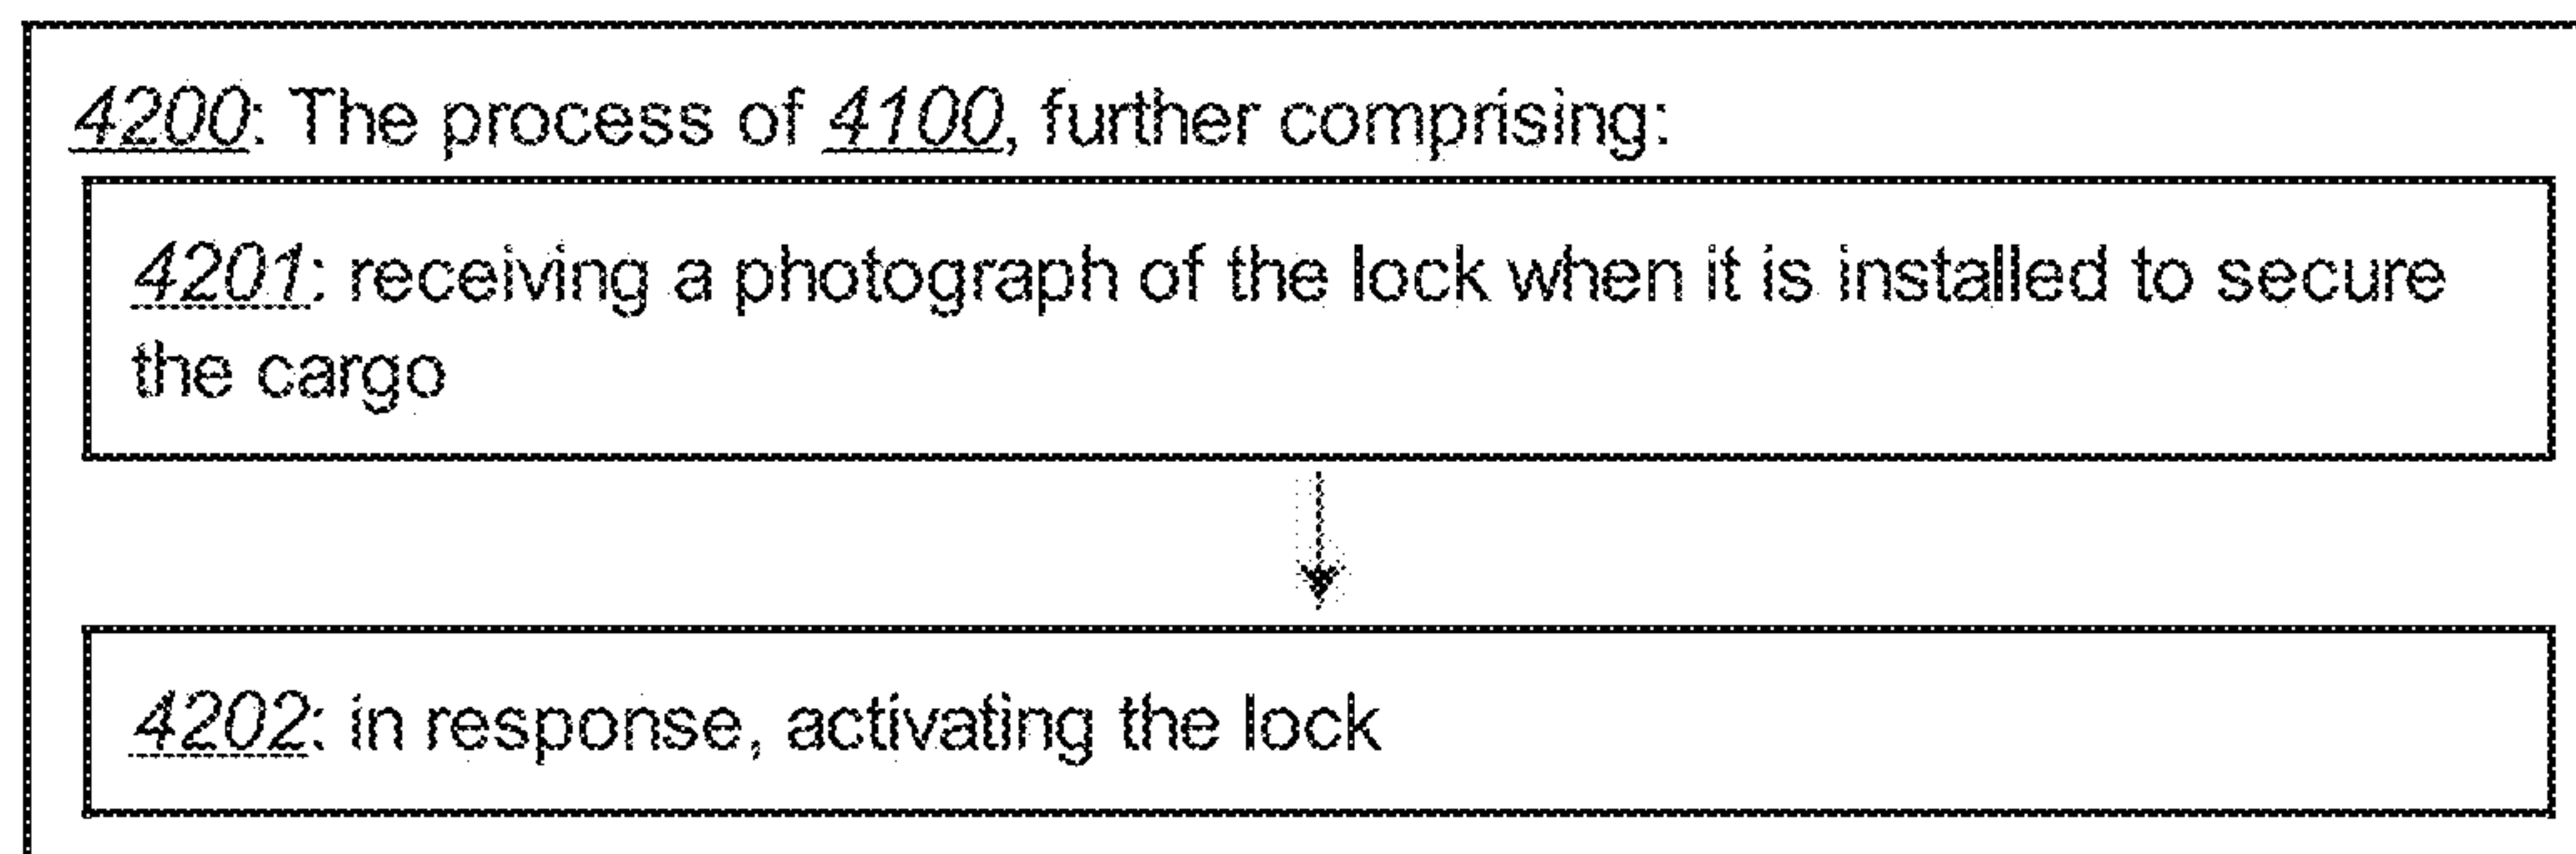 4200: The process of 4100, further comprising:
4201: receiving a photograph of the lock when it is installed to secure
the cargo
4202: in response, activating the lock